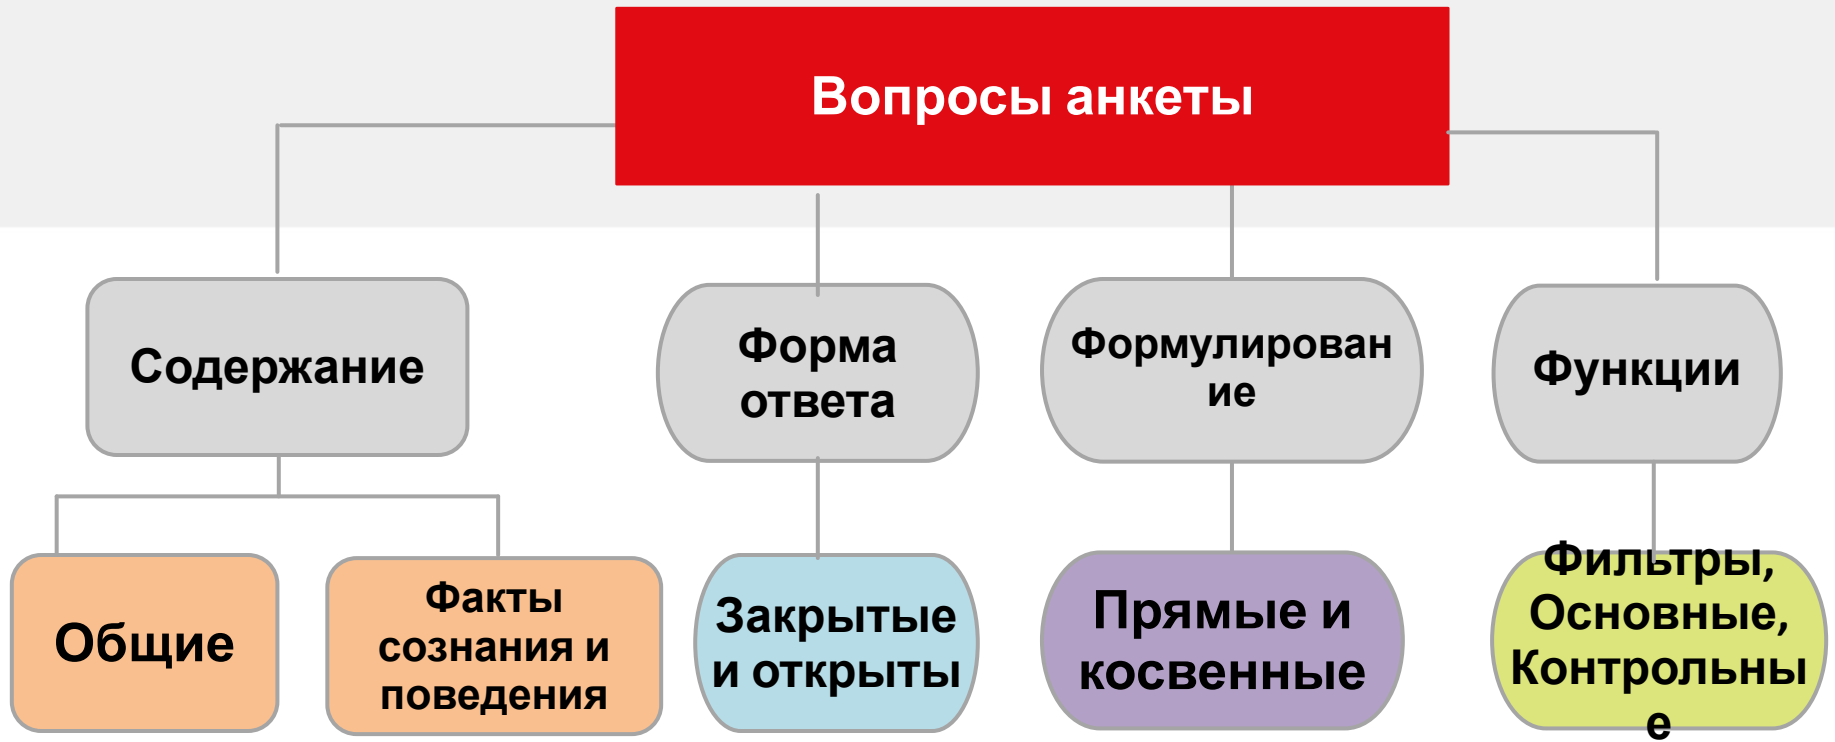 Вопросы анкеты
Содержание
Форма
ответа
Формулирован
ие
Функции
Общие
Факты
сознания и
поведения
Закрытые
и открыты
Прямые и
косвенные
Фильтры,
Основные,
Контрольны
е